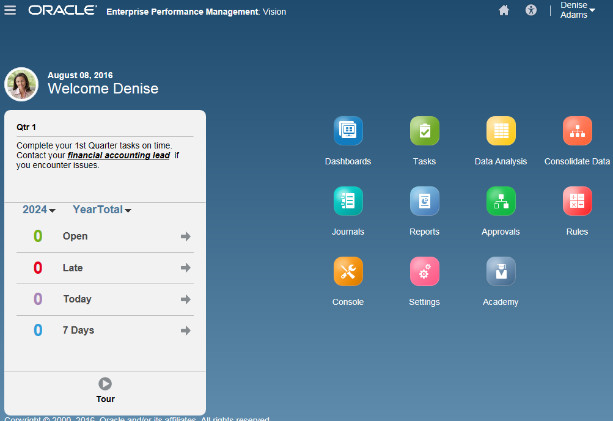 ORACLE® Enterprise Performance Management: Vision
Denise
Adams
August 08, 2016
Welcome Denise
Qtr 1
Complete your 1st Quarter tasks on time.
Contact your financial accounting lead if
you encounter issues.
2024 YearTotal
0 Open
0 Late
0 Today
0 7 Days
Tour
Dashboards Tasks Data Analysis Consolidate Data
Journals Reports Approvals Rules
Console Settings Academy
Copyright © 2000, 2016, Oracle and/or its affiliates. All rights reserved.